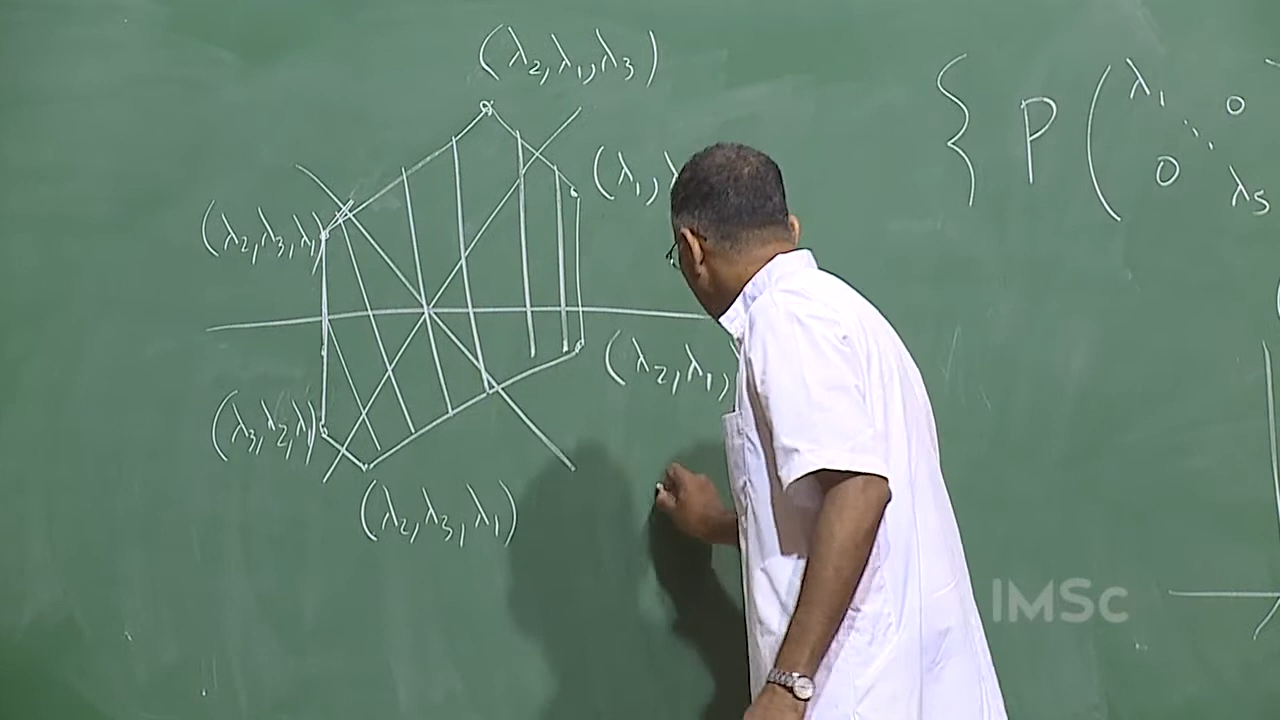 (λ₂, λ₁, λ₃)
(λ₁,
(λ₂, λ₃, λ₁)
(λ₂, λ₁,
(λ₃, λ₂, λ₁)
(λ₂, λ₃, λ₁)
{ P ( λ₁ ⋱ 0
0 λ₅
IMSc